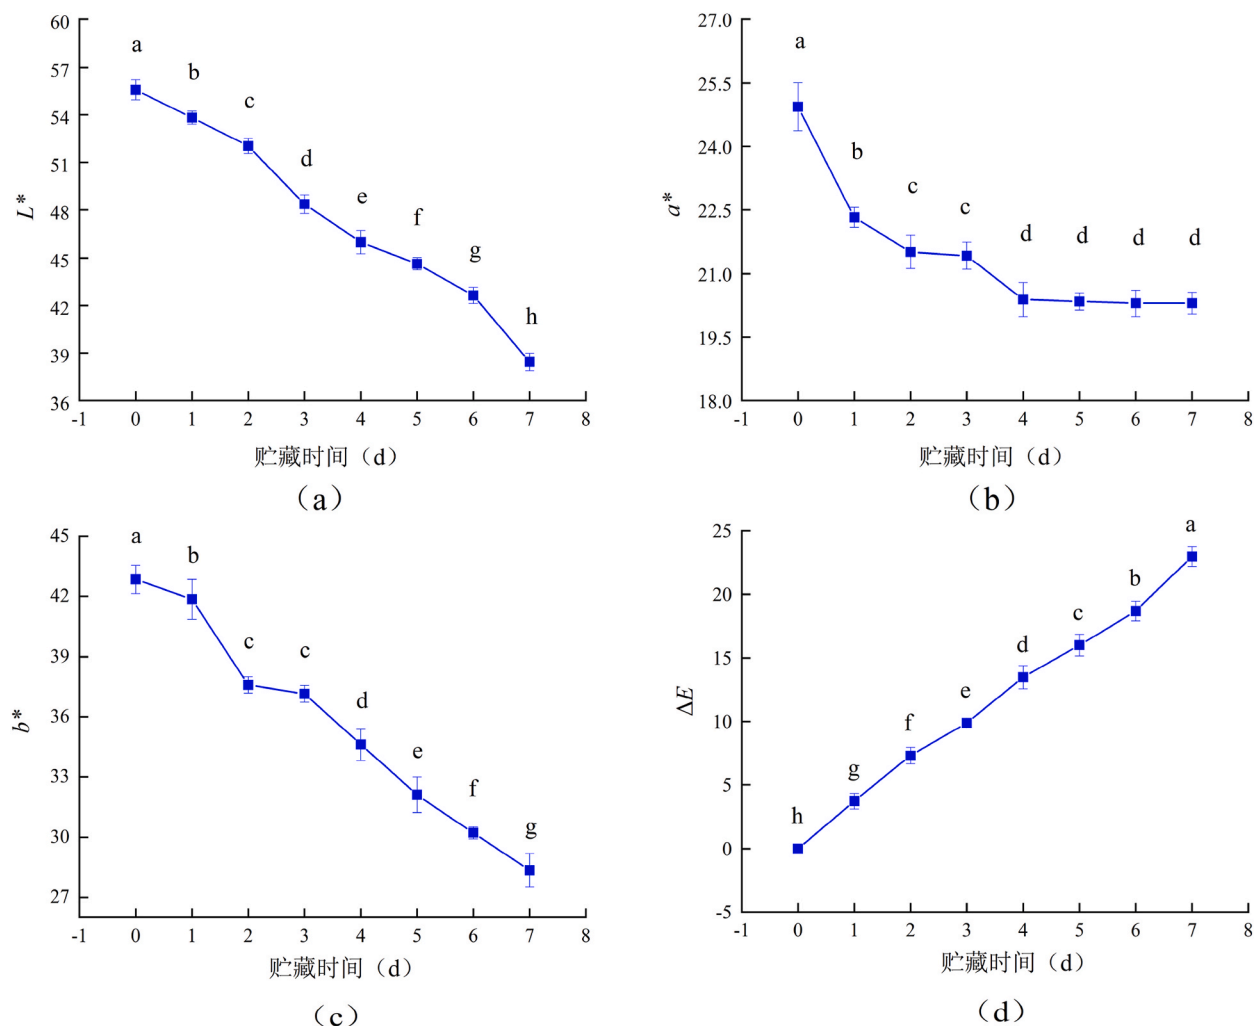 60
57
54
51
48
45
42
39
36
L*
a
b
c
d
e
f
g
h
-1 0 1 2 3 4 5 6 7 8
贮藏时间（d）
（a）
27.0
25.5
24.0
22.5
21.0
19.5
18.0
a*
a
b
c
c
d
d
d
d
-1 0 1 2 3 4 5 6 7 8
贮藏时间（d）
（b）
45
42
39
36
33
30
27
b*
a
b
c
c
d
e
f
g
-1 0 1 2 3 4 5 6 7 8
贮藏时间（d）
（c）
25
20
15
10
5
0
-5
ΔE
h
g
f
e
d
c
b
a
-1 0 1 2 3 4 5 6 7 8
贮藏时间（d）
（d）